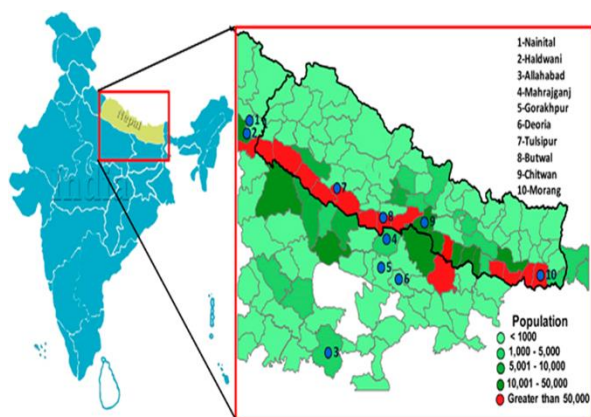 Nepal
India
1-Nainital
2-Haldwani
3-Allahabad
4-Mahrajganj
5-Gorakhpur
6-Deoria
7-Tulsipur
8-Butwal
9-Chitwan
10-Morang
1
2
7
8
9
4
5
6
10
3
Population
< 1000
1,000 - 5,000
5,001 - 10,000
10,001 - 50,000
Greater than 50,000